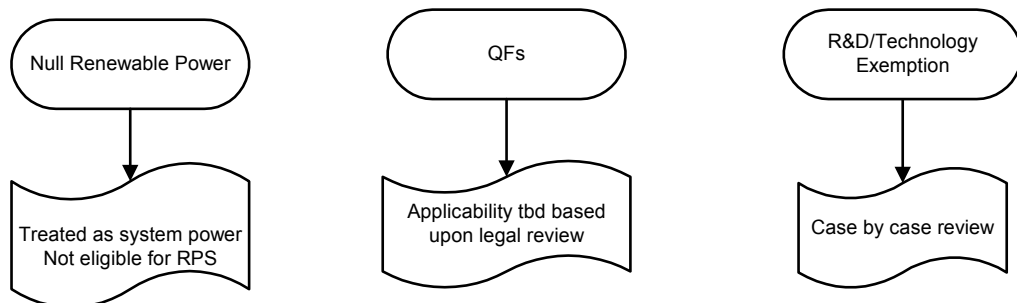 Null Renewable Power
QFs
R&D/Technology
Exemption
Treated as system power
Not eligible for RPS
Applicability tbd based
upon legal review
Case by case review